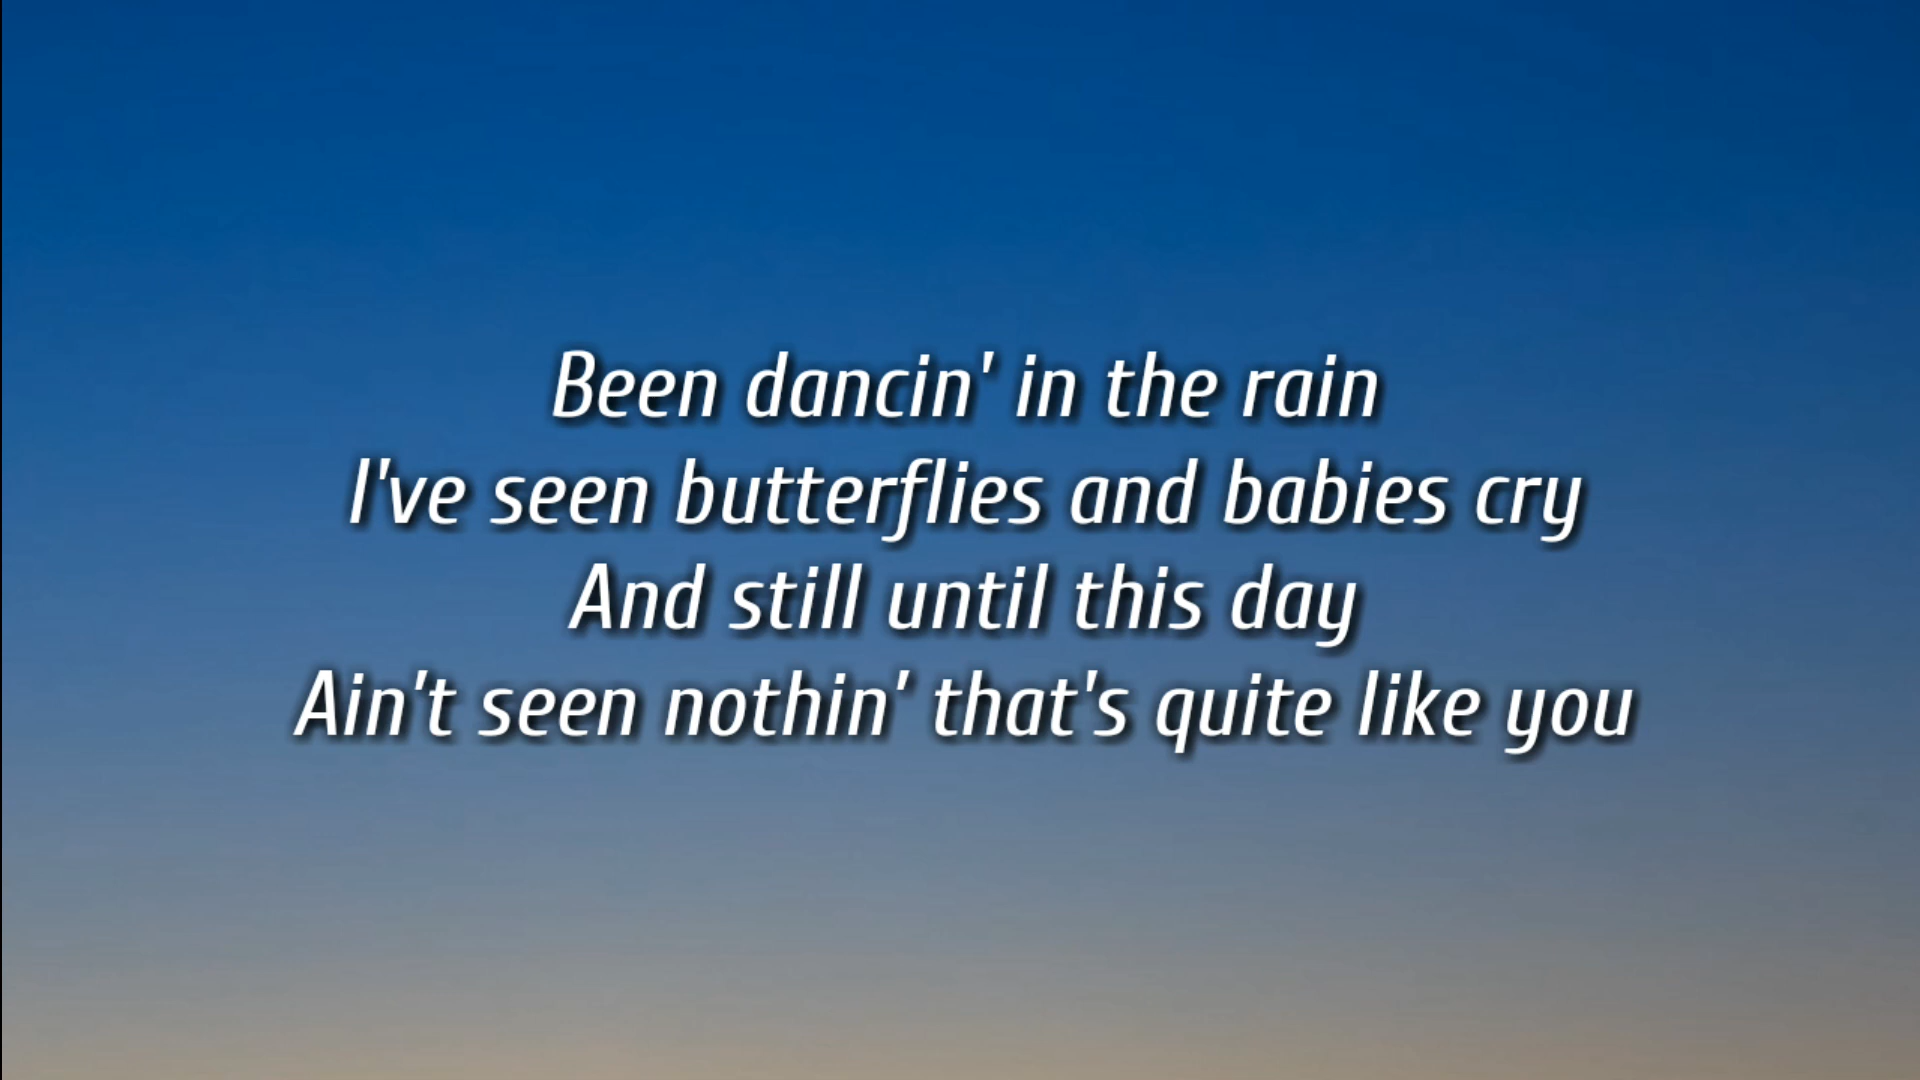 Been dancin' in the rain
I've seen butterflies and babies cry
And still until this day
Ain't seen nothin' that's quite like you